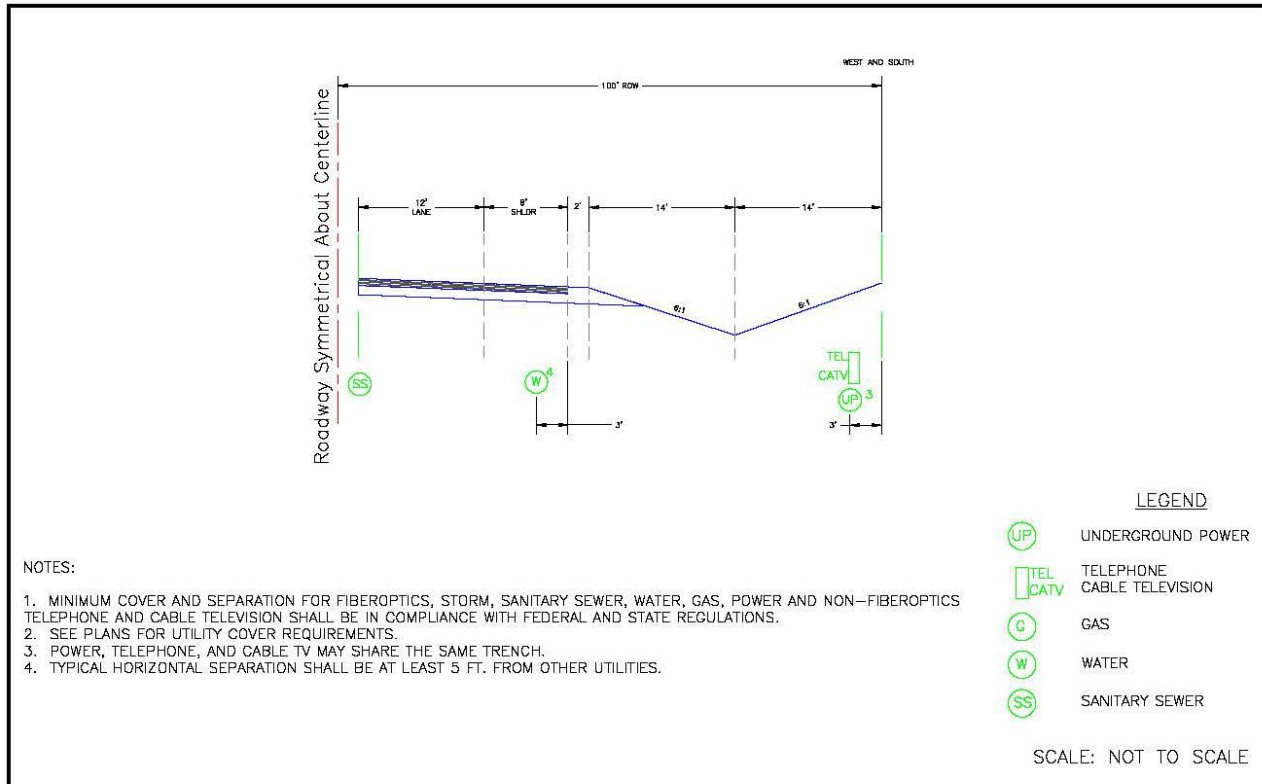 WEST AND SOUTH
100' ROW
Roadway Symmetrical About Centerline
12'
LANE
8'
SHLDR
2'
14'
14'
6:1
6:1
SS
W 4
TEL
CATV
UP 3
3'
3'
LEGEND
UP UNDERGROUND POWER
TEL TELEPHONE
CATV CABLE TELEVISION
G GAS
W WATER
SS SANITARY SEWER
NOTES:
1. MINIMUM COVER AND SEPARATION FOR FIBEROPTICS, STORM, SANITARY SEWER, WATER, GAS, POWER AND NON-FIBEROPTICS
TELEPHONE AND CABLE TELEVISION SHALL BE IN COMPLIANCE WITH FEDERAL AND STATE REGULATIONS.
2. SEE PLANS FOR UTILITY COVER REQUIREMENTS.
3. POWER, TELEPHONE, AND CABLE TV MAY SHARE THE SAME TRENCH.
4. TYPICAL HORIZONTAL SEPARATION SHALL BE AT LEAST 5 FT. FROM OTHER UTILITIES.
SCALE: NOT TO SCALE